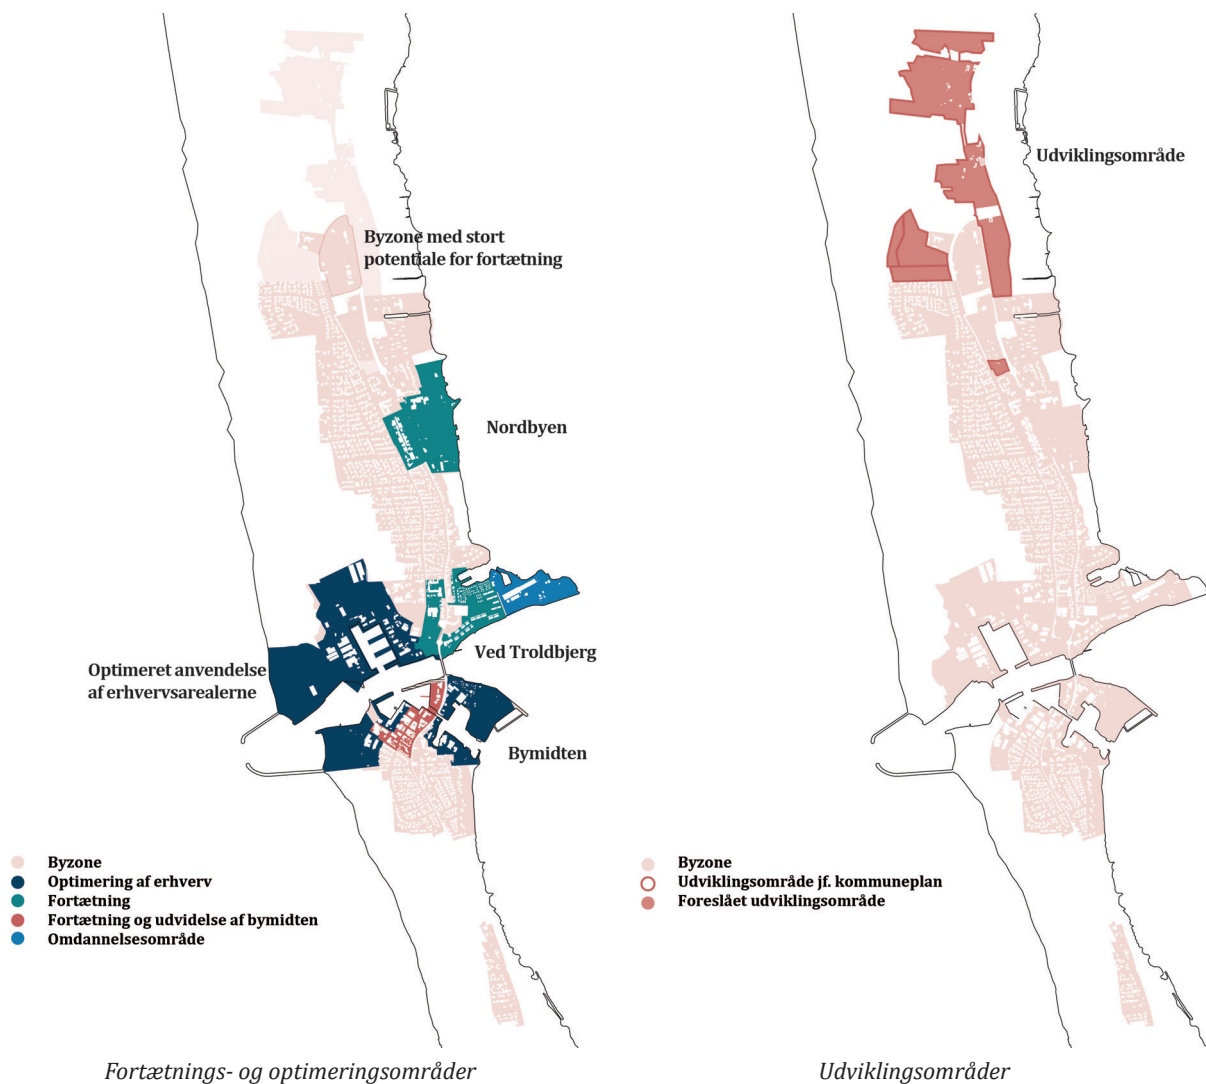 Byzone med stort
potentiale for fortætning
Nordbyen
Ved Troldbjerg
Optimeret anvendelse
af erhvervsarealerne
Bymidten
Byzone
Optimering af erhverv
Fortætning
Fortætning og udvidelse af bymidten
Omdannelsesområde
Fortætnings- og optimeringsområder
Udviklingsområde
Byzone
Udviklingsområde jf. kommuneplan
Foreslået udviklingsområde
Udviklingsområder